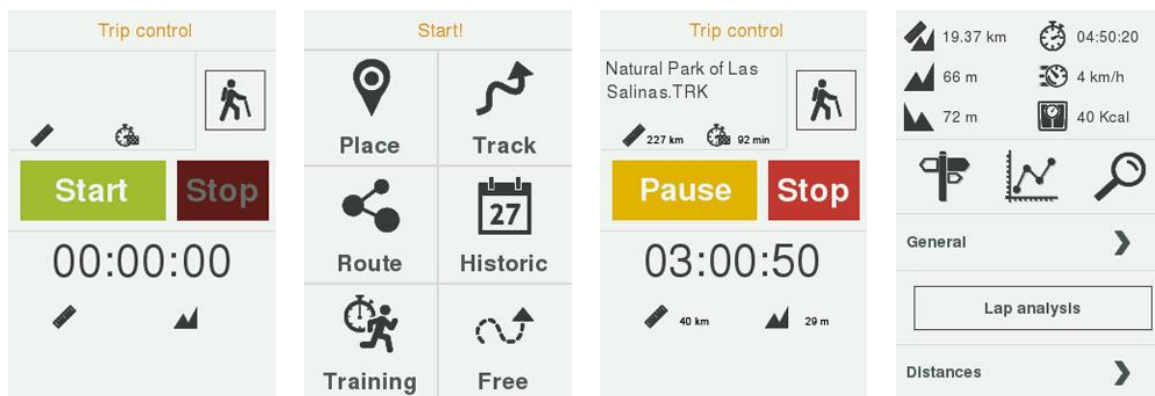 Trip control
Start
Stop
00:00:00
Start!
Place
Track
Route
27
Historic
Training
Free
Trip control
Natural Park of Las
Salinas.TRK
227 km 92 min
Pause
Stop
03:00:50
40 km 29 m
19.37 km 04:50:20
66 m 4 km/h
72 m 40 Kcal
General
Lap analysis
Distances